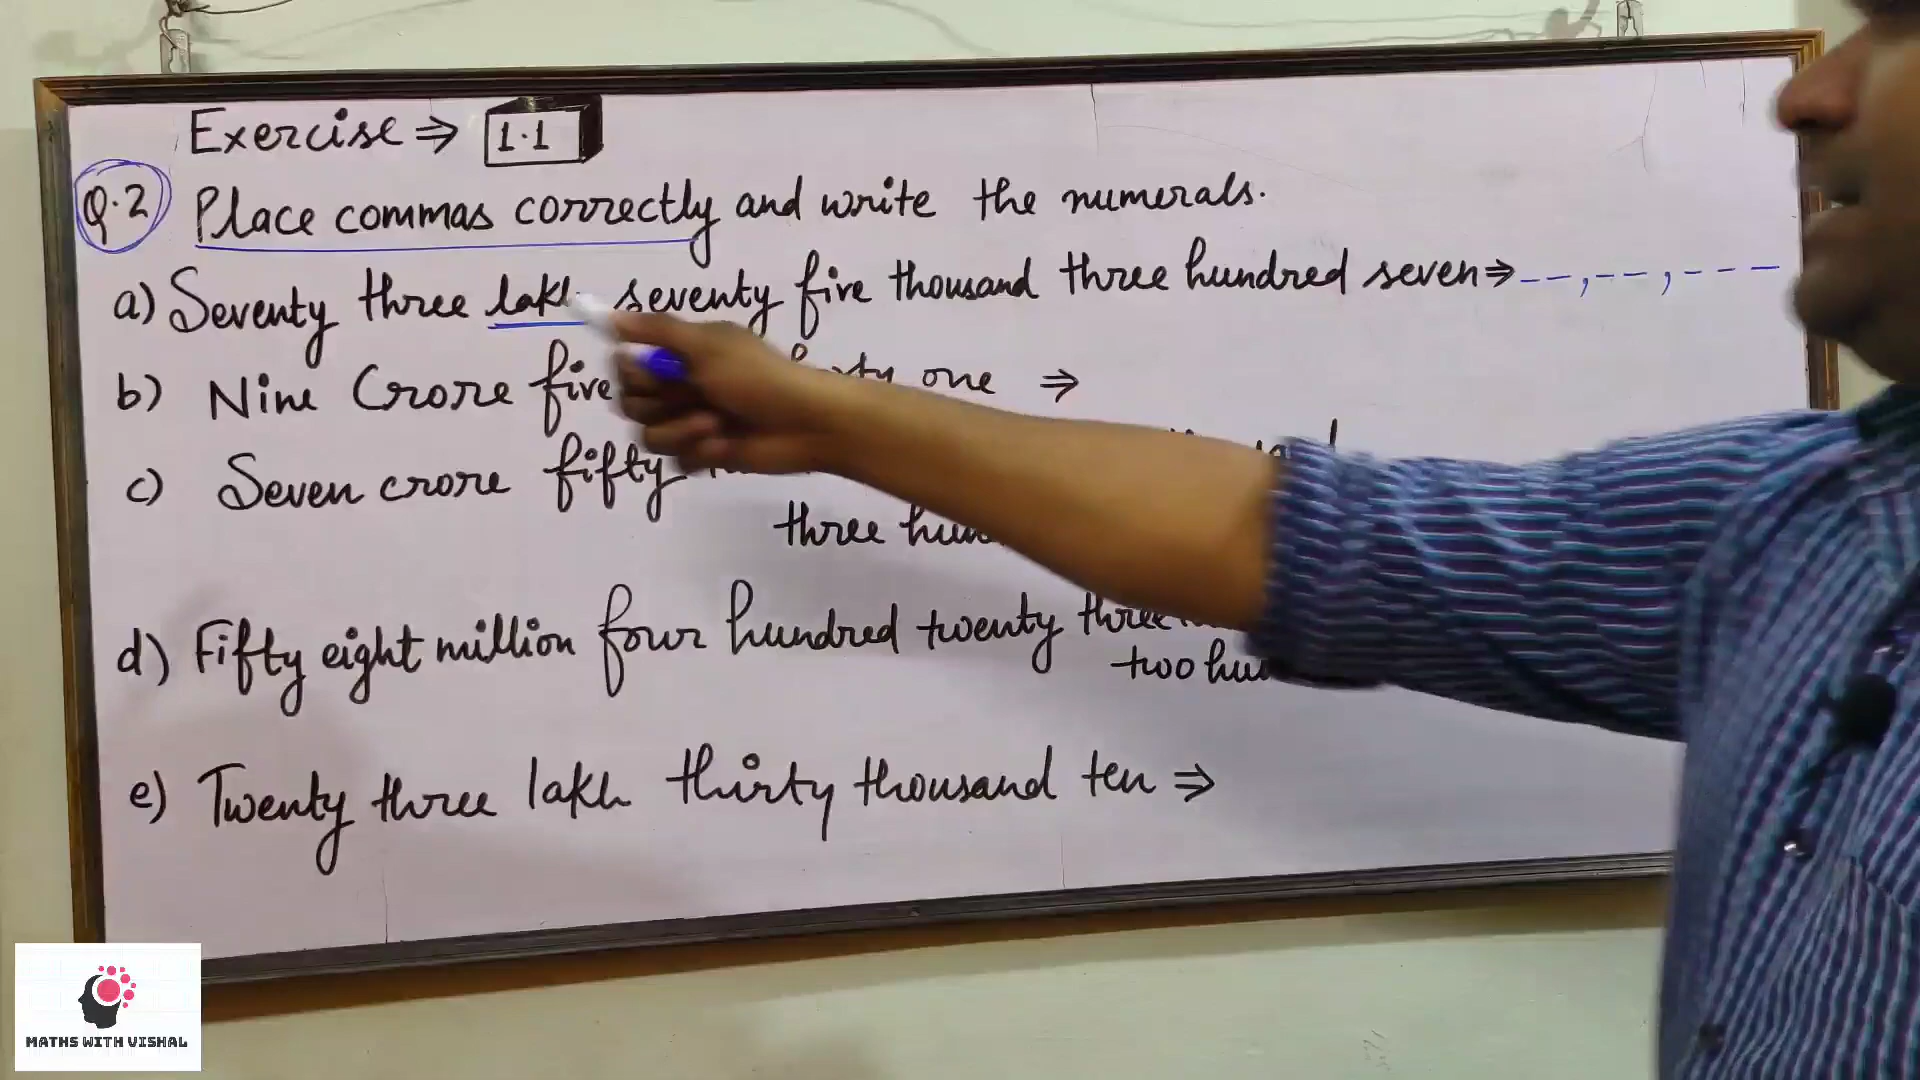 Exercise ⇒ 1.1
Q.2 Place commas correctly and write the numerals.
a) Seventy three lakh seventy five thousand three hundred seven ⇒ _ _ , _ _ , _ _ _
b) Nine Crore five one ⇒
c) Seven crore fifty
three
d) Fifty eight million four hundred twenty three
two
e) Twenty three lakh thirty thousand ten ⇒
MATHS WITH VISHAL